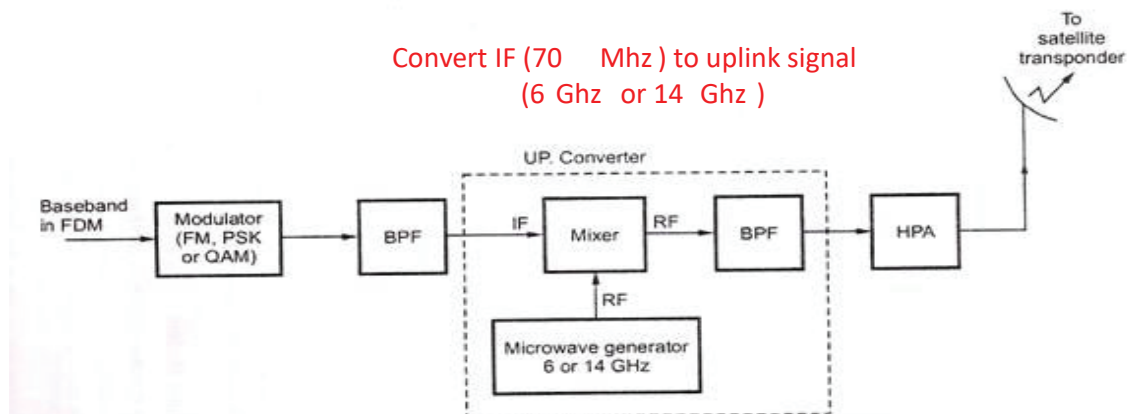 To
satellite
transponder
Convert IF (70 Mhz ) to uplink signal
(6 Ghz or 14 Ghz )
UP. Converter
Baseband
in FDM
Modulator
(FM, PSK
or QAM)
BPF
IF
Mixer
RF
BPF
HPA
RF
Microwave generator
6 or 14 GHz